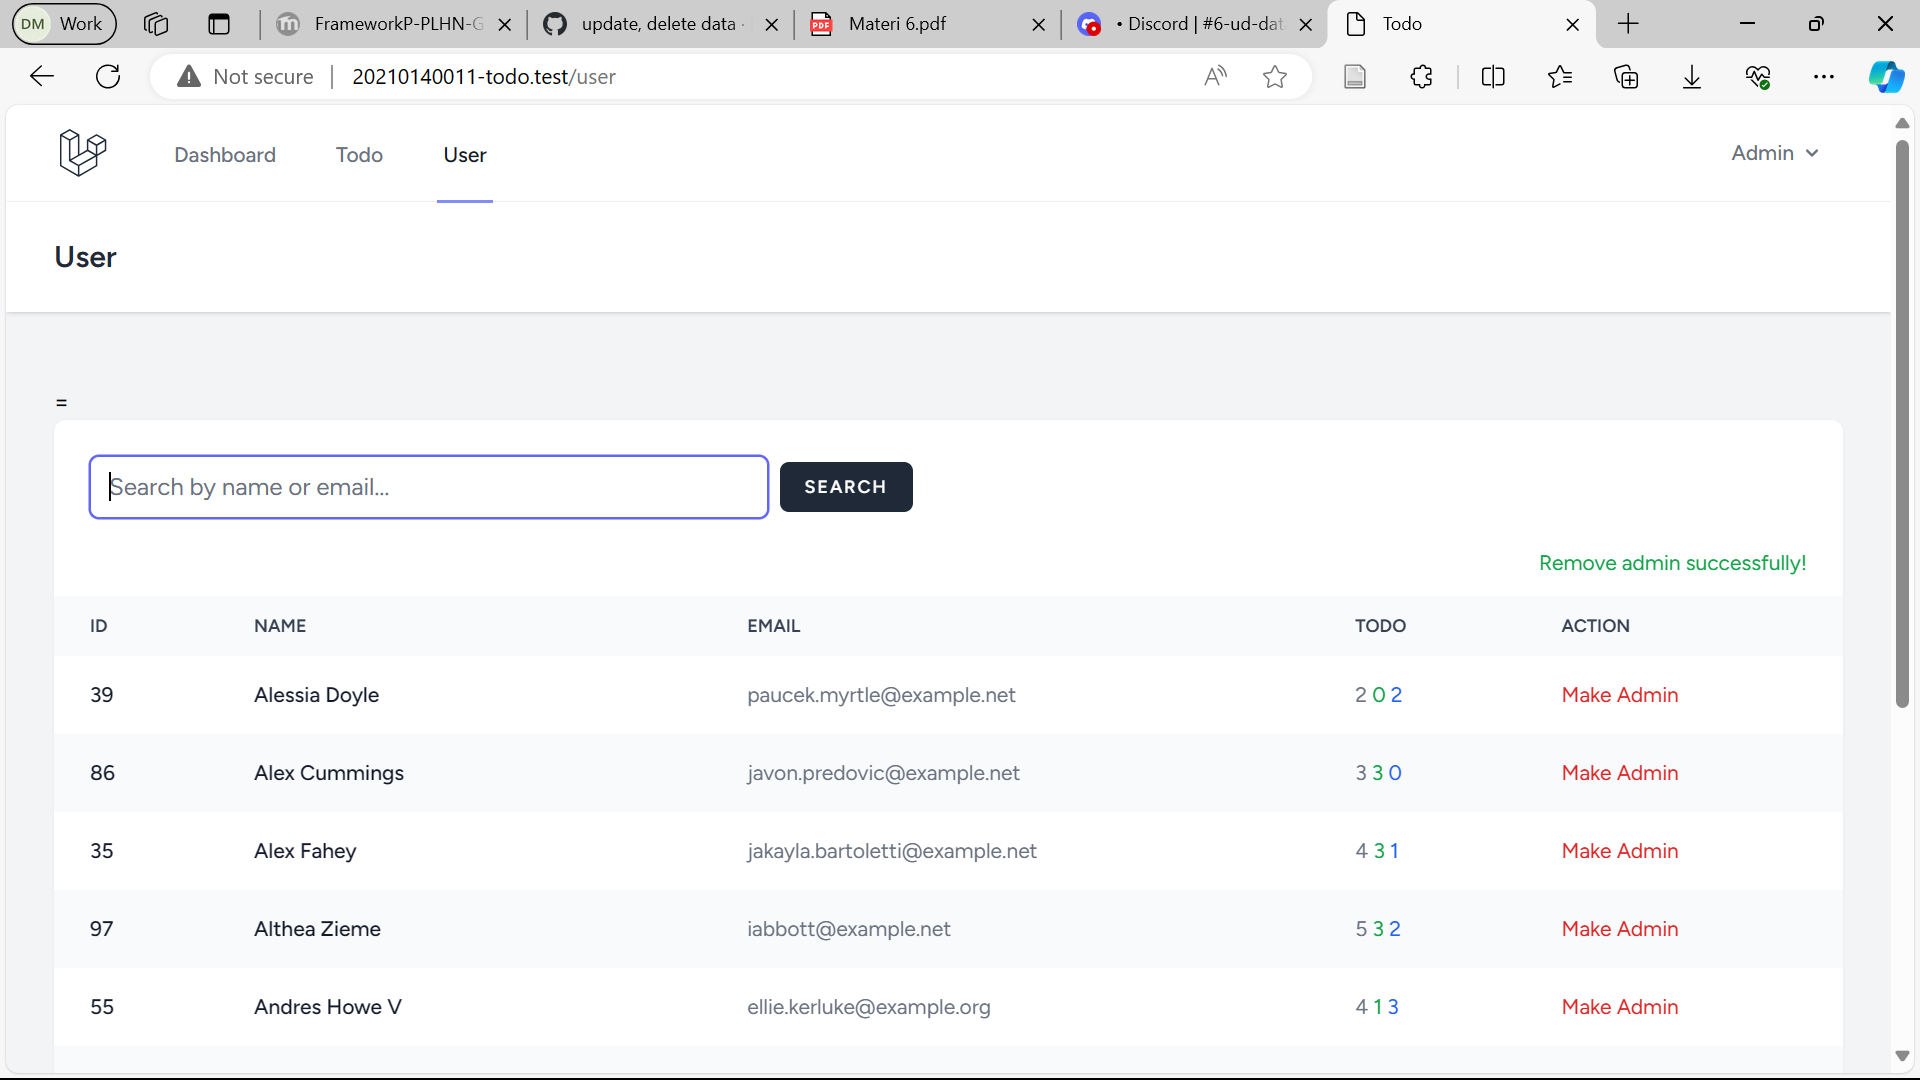 DM Work
FrameworkP-PLHN-G
update, delete data ·
PDF Materi 6.pdf
• Discord | #6-ud-dat
Todo
Not secure | 20210140011-todo.test/user
Dashboard Todo User Admin
User
=
Search by name or email... SEARCH
Remove admin successfully!
ID NAME EMAIL TODO ACTION
39 Alessia Doyle paucek.myrtle@example.net 2 0 2 Make Admin
86 Alex Cummings javon.predovic@example.net 3 3 0 Make Admin
35 Alex Fahey jakayla.bartoletti@example.net 4 3 1 Make Admin
97 Althea Zieme iabbott@example.net 5 3 2 Make Admin
55 Andres Howe V ellie.kerluke@example.org 4 1 3 Make Admin